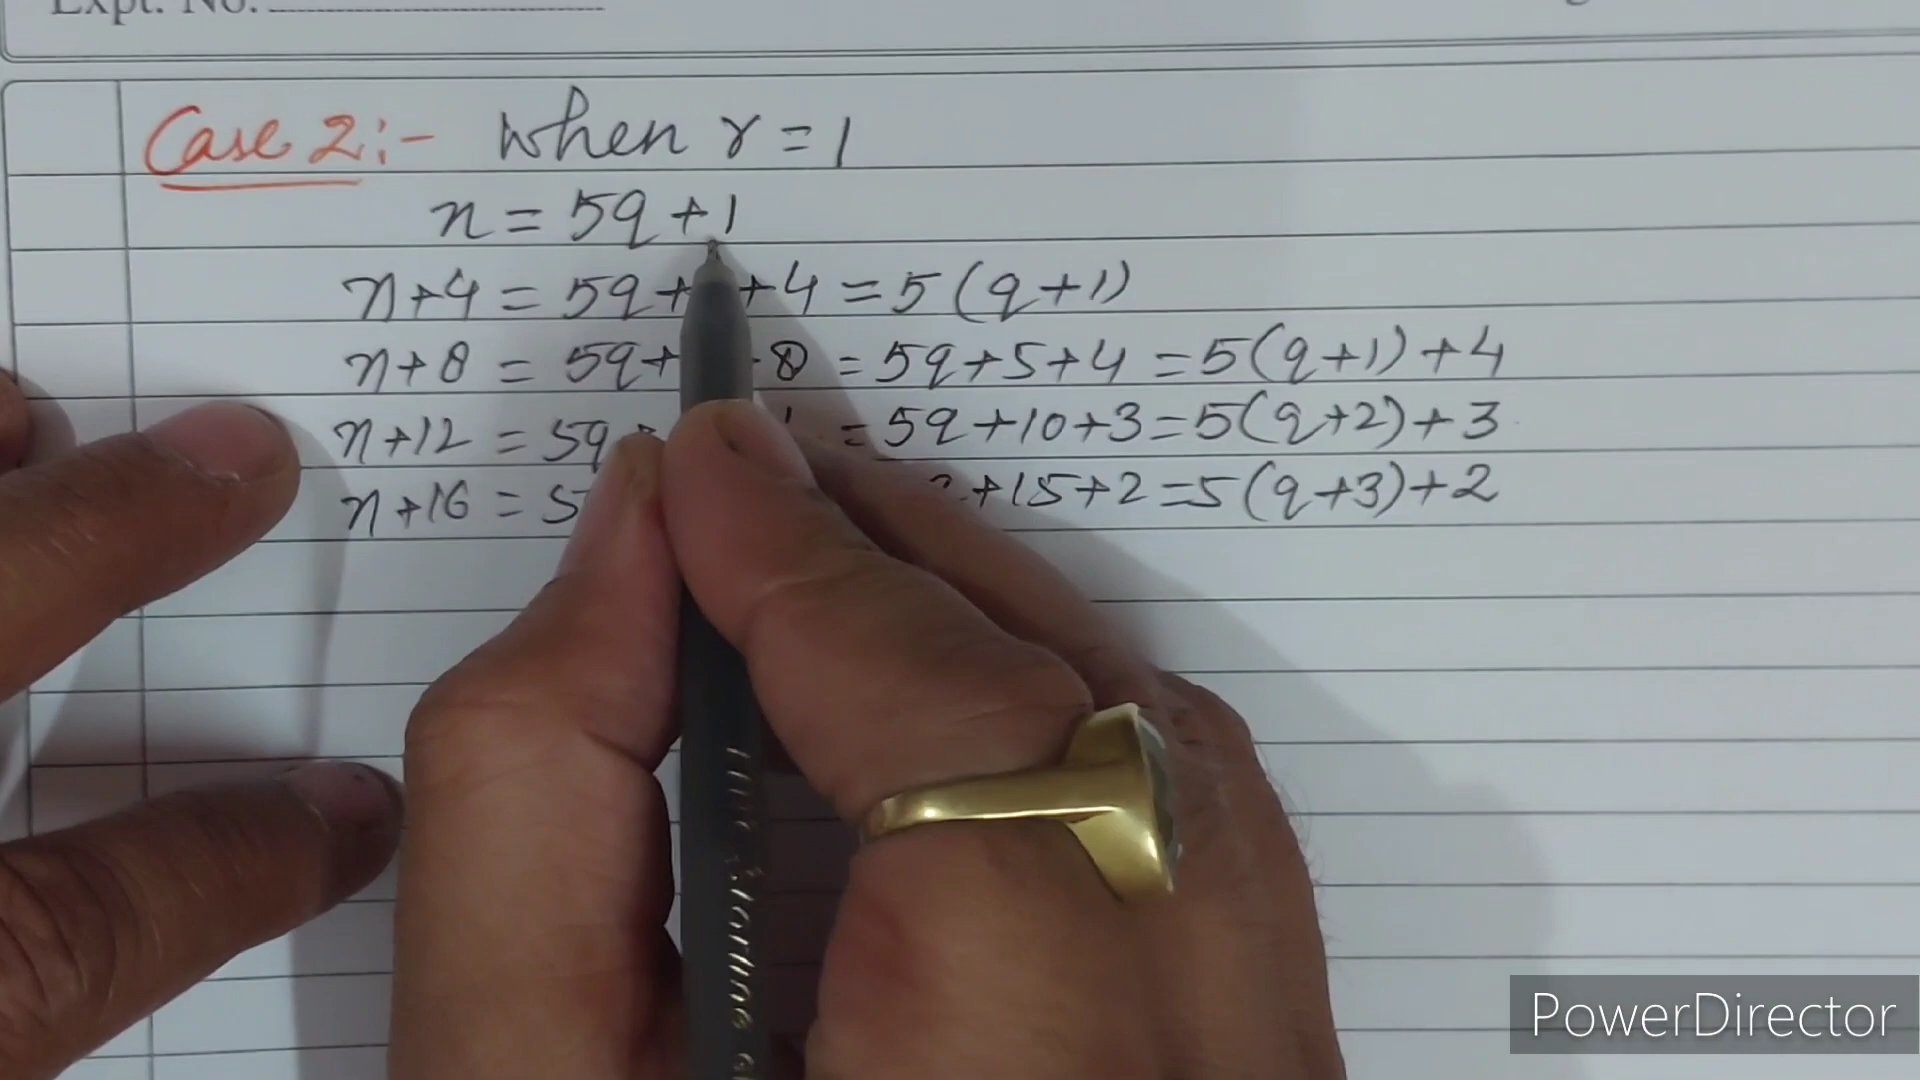 Expt. No.
Case 2:- When r = 1
n = 5q + 1
n+4 = 5q+ +4 = 5(q+1)
n+8 = 5q+ 8 = 5q+5+4 = 5(q+1)+4
n+12 = 5q = 5q+10+3 = 5(q+2)+3
n+16 = 5 +15+2 = 5(q+3)+2
PowerDirector